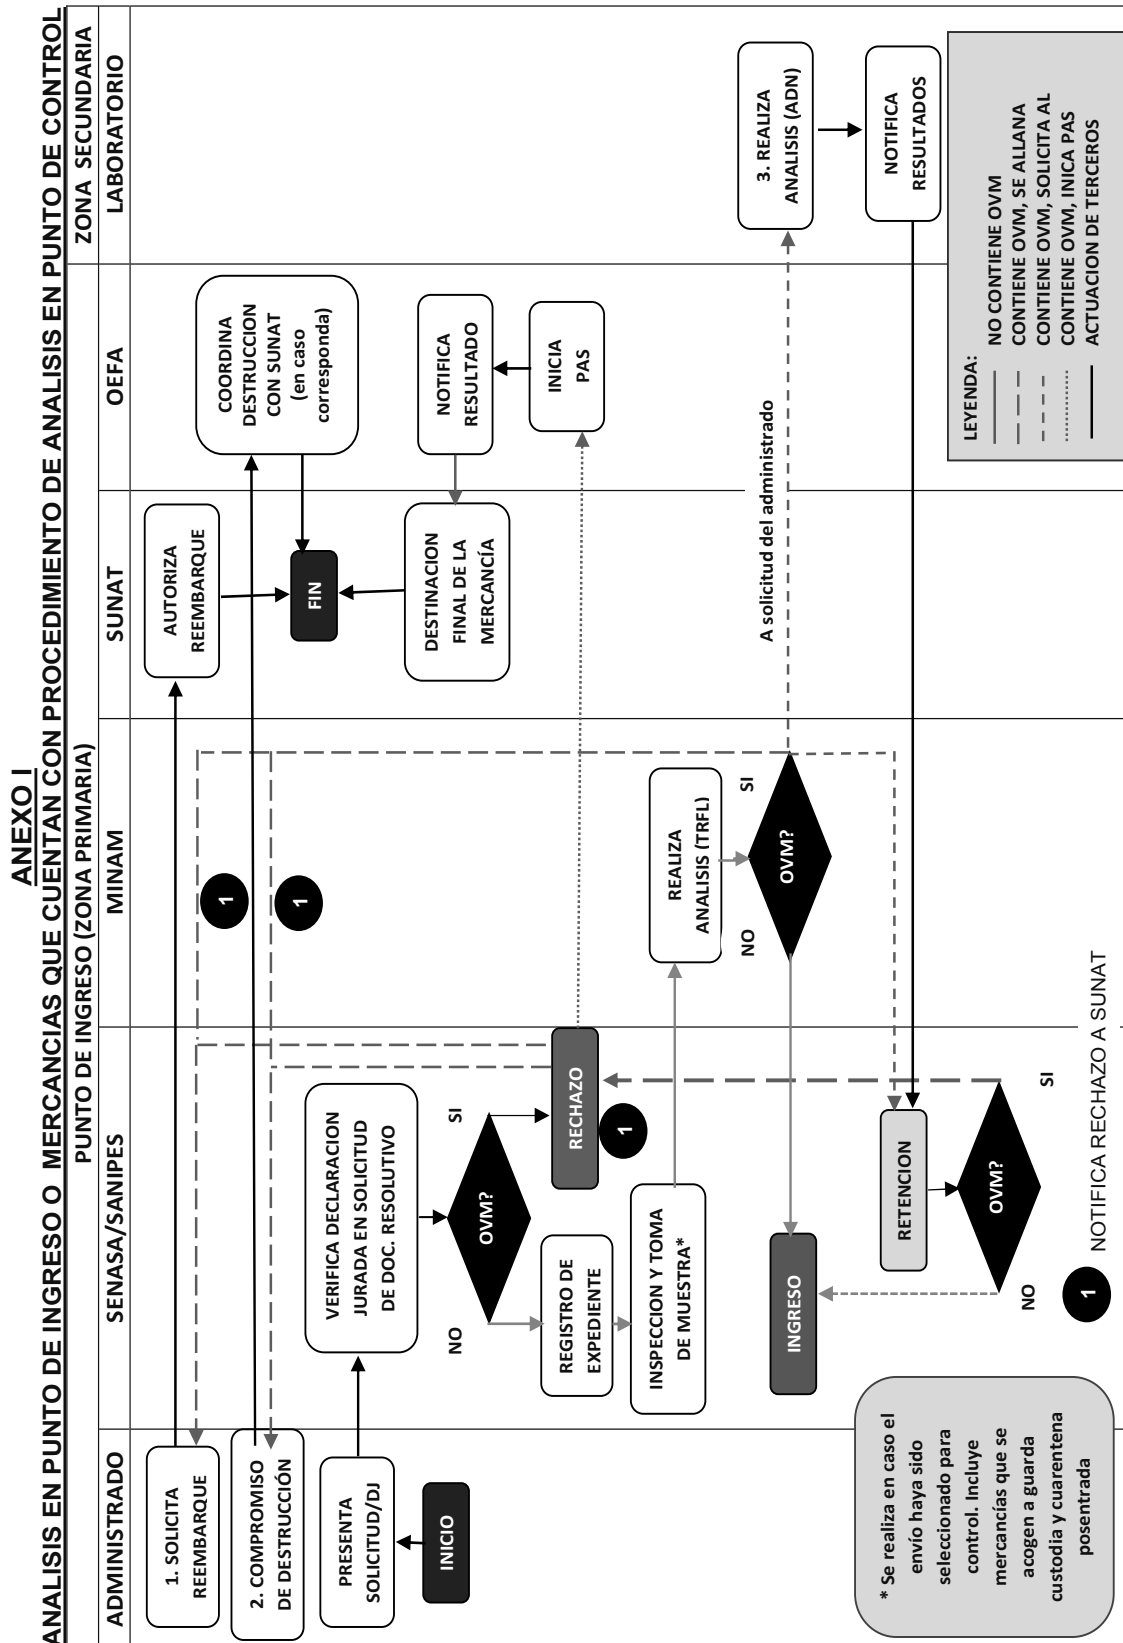 ANEXO I
ANALISIS EN PUNTO DE INGRESO O MERCANCIAS QUE CUENTAN CON PROCEDIMIENTO DE ANALISIS EN PUNTO DE CONTROL
PUNTO DE INGRESO (ZONA PRIMARIA)
ZONA SECUNDARIA
ADMINISTRADO
SENASA/SANIPES
MINAM
SUNAT
OEFA
LABORATORIO
1. SOLICITA
REEMBARQUE
2. COMPROMISO
DE DESTRUCCIÓN
PRESENTA
SOLICITUD/DJ
INICIO
VERIFICA DECLARACION
JURADA EN SOLICITUD
DE DOC. RESOLUTIVO
OVM?
NO
SI
REGISTRO DE
EXPEDIENTE
RECHAZO
1
INSPECCION Y TOMA
DE MUESTRA*
INGRESO
RETENCION
OVM?
NO
SI
1
NOTIFICA RECHAZO A SUNAT
1
1
REALIZA
ANALISIS (TRFL)
NO
SI
OVM?
AUTORIZA
REEMBARQUE
FIN
DESTINACION
FINAL DE LA
MERCANCÍA
A solicitud del administrado
COORDINA
DESTRUCCION
CON SUNAT
(en caso
corresponda)
NOTIFICA
RESULTADO
INICIA
PAS
3. REALIZA
ANALISIS (ADN)
NOTIFICA
RESULTADOS
* Se realiza en caso el
envío haya sido
seleccionado para
control. Incluye
mercancías que se
acogen a guarda
custodia y cuarentena
posentrada
LEYENDA:
NO CONTIENE OVM
CONTIENE OVM, SE ALLANA
CONTIENE OVM, SOLICITA AL
CONTIENE OVM, INICA PAS
ACTUACION DE TERCEROS